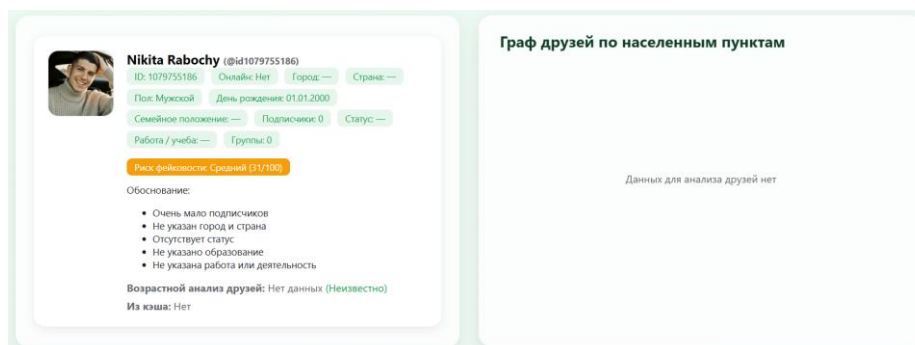 Nikita Rabochy (@id1079755186)
ID: 1079755186 Онлайн: Нет Город: — Страна: —
Пол: Мужской День рождения: 01.01.2000
Семейное положение: — Подписчики: 0 Статус: —
Работа / учеба: — Группы: 0
Риск фейковости: Средний (31/100)
Обоснование:
• Очень мало подписчиков
• Не указан город и страна
• Отсутствует статус
• Не указано образование
• Не указана работа или деятельность
Возрастной анализ друзей: Нет данных (Неизвестно)
Из кэша: Нет
Граф друзей по населенным пунктам
Данных для анализа друзей нет